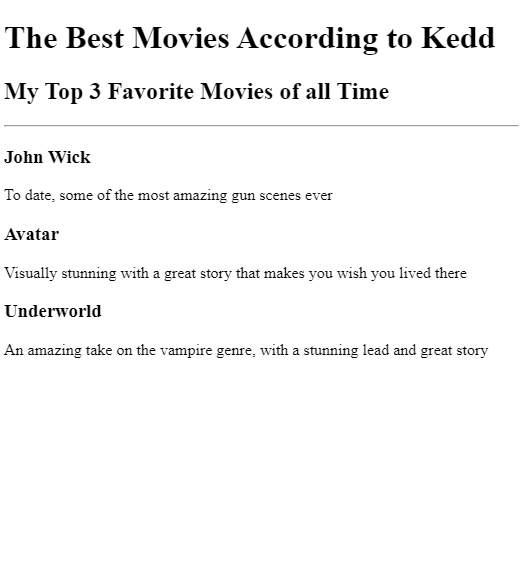 The Best Movies According to Kedd
My Top 3 Favorite Movies of all Time
John Wick
To date, some of the most amazing gun scenes ever
Avatar
Visually stunning with a great story that makes you wish you lived there
Underworld
An amazing take on the vampire genre, with a stunning lead and great story